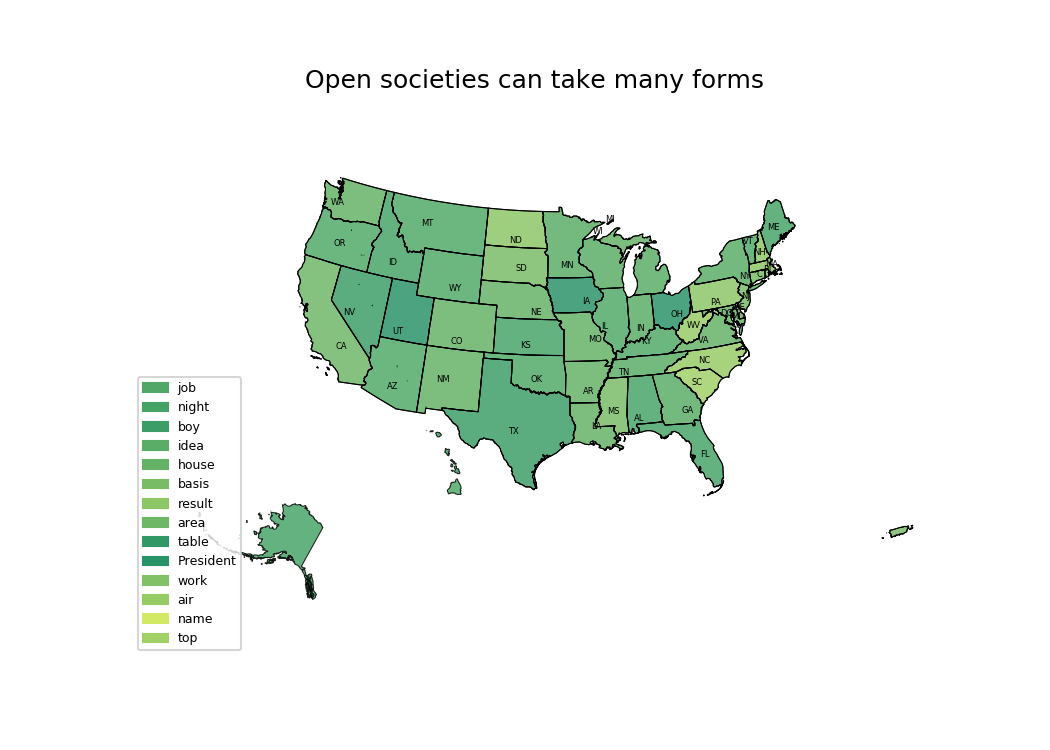 Open societies can take many forms
WA
MT
ND
MN
WI
MI
ME
VT
NH
OR
ID
SD
WY
IA
NE
NV
UT
CO
CA
AZ
NM
KS
OK
TX
MO
AR
LA
MS
AL
GA
FL
TN
KY
IL
IN
OH
WV
VA
NC
SC
PA
NY
job
night
boy
idea
house
basis
result
area
table
President
work
air
name
top